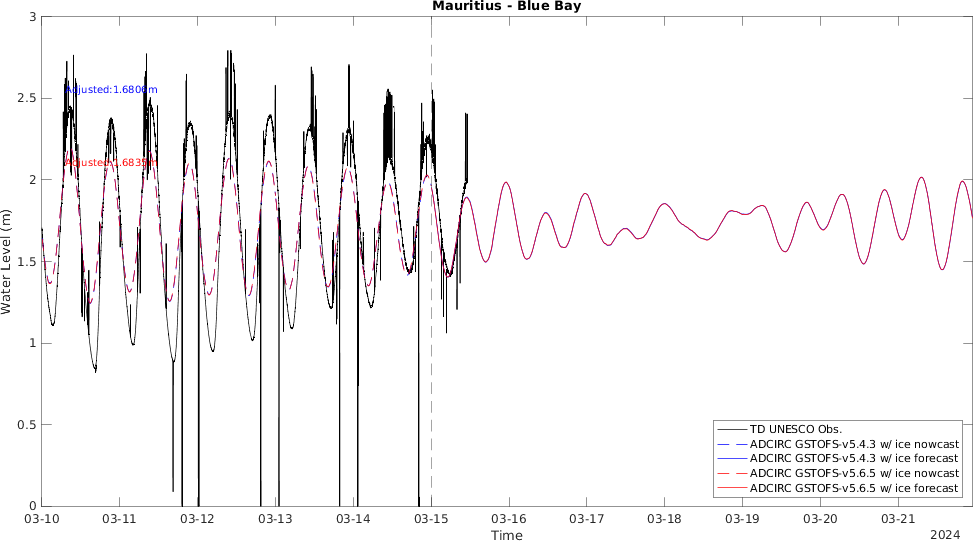 Mauritius - Blue Bay
Water Level (m)
3
2.5
2
1.5
1
0.5
0
Adjusted:1.6806m
Adjusted:1.6835m
TD UNESCO Obs.
ADCIRC GSTOFS-v5.4.3 w/ ice nowcast
ADCIRC GSTOFS-v5.4.3 w/ ice forecast
ADCIRC GSTOFS-v5.6.5 w/ ice nowcast
ADCIRC GSTOFS-v5.6.5 w/ ice forecast
03-10 03-11 03-12 03-13 03-14 03-15 03-16 03-17 03-18 03-19 03-20 03-21
Time
2024